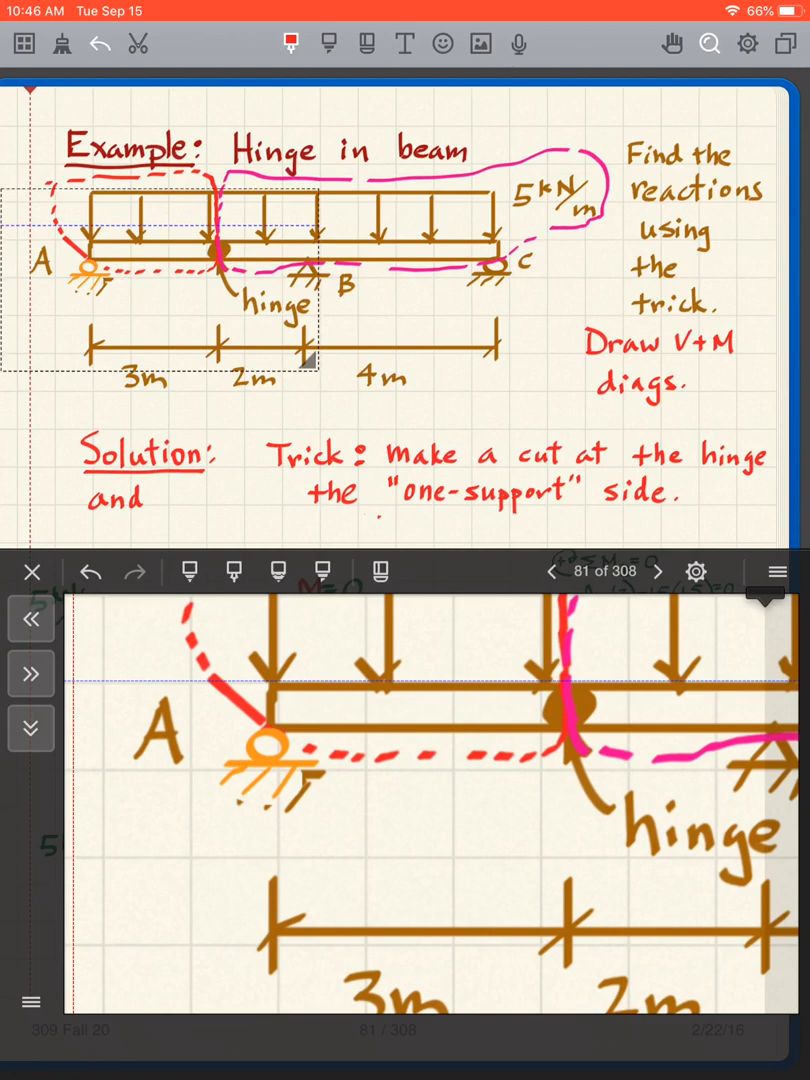 10:46 AM Tue Sep 15
66%
Example: Hinge in beam
5 kN/m
Find the
reactions
using
the
trick.
A
hinge
B
C
3m
2m
4m
Draw V+M
diags.
Solution: Trick: make a cut at the hinge
and the "one-support" side.
81 of 308
A
hinge
3m
2m
309 Fall 20
81 / 308
2/22/16